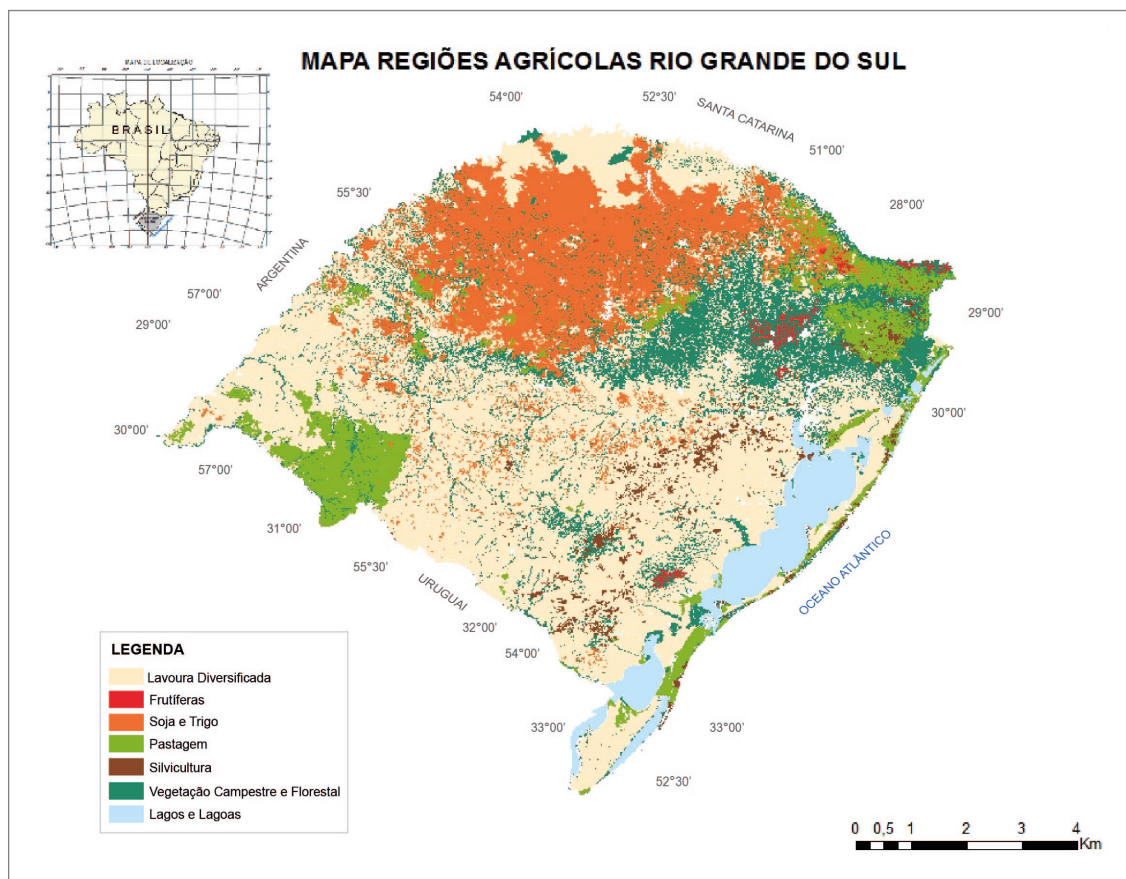 MAPA REGIÕES AGRÍCOLAS RIO GRANDE DO SUL
MAPA DE LOCALIZAÇÃO
BRASIL
54°00'
52°30'
SANTA CATARINA
51°00'
55°30'
28°00'
ARGENTINA
57°00'
29°00'
29°00'
30°00'
30°00'
57°00'
31°00'
55°30'
URUGUAI
OCEANO ATLÂNTICO
32°00'
54°00'
33°00'
33°00'
52°30'
LEGENDA
Lavoura Diversificada
Frutíferas
Soja e Trigo
Pastagem
Silvicultura
Vegetação Campestre e Florestal
Lagos e Lagoas
0 0,5 1 2 3 4
Km